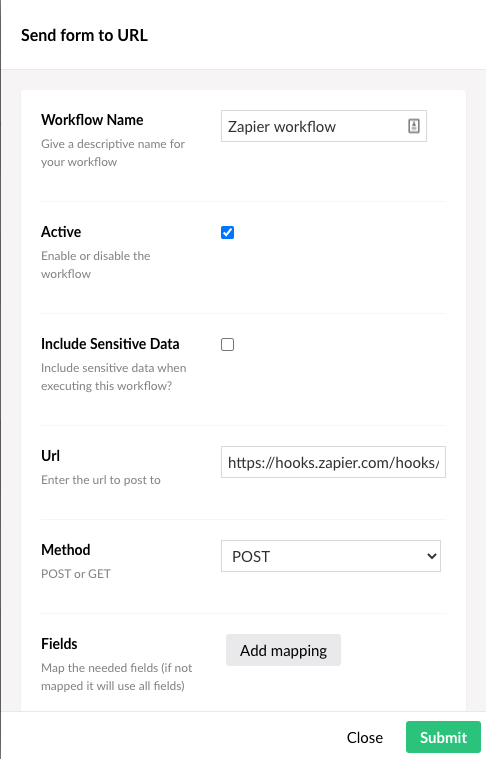 Send form to URL
Workflow Name
Give a descriptive name for
your workflow
Zapier workflow
Active
Enable or disable the
workflow
Include Sensitive Data
Include sensitive data when
executing this workflow?
Url
Enter the url to post to
https://hooks.zapier.com/hooks/
Method
POST or GET
POST
Fields
Map the needed fields (if not
mapped it will use all fields)
Add mapping
Close
Submit